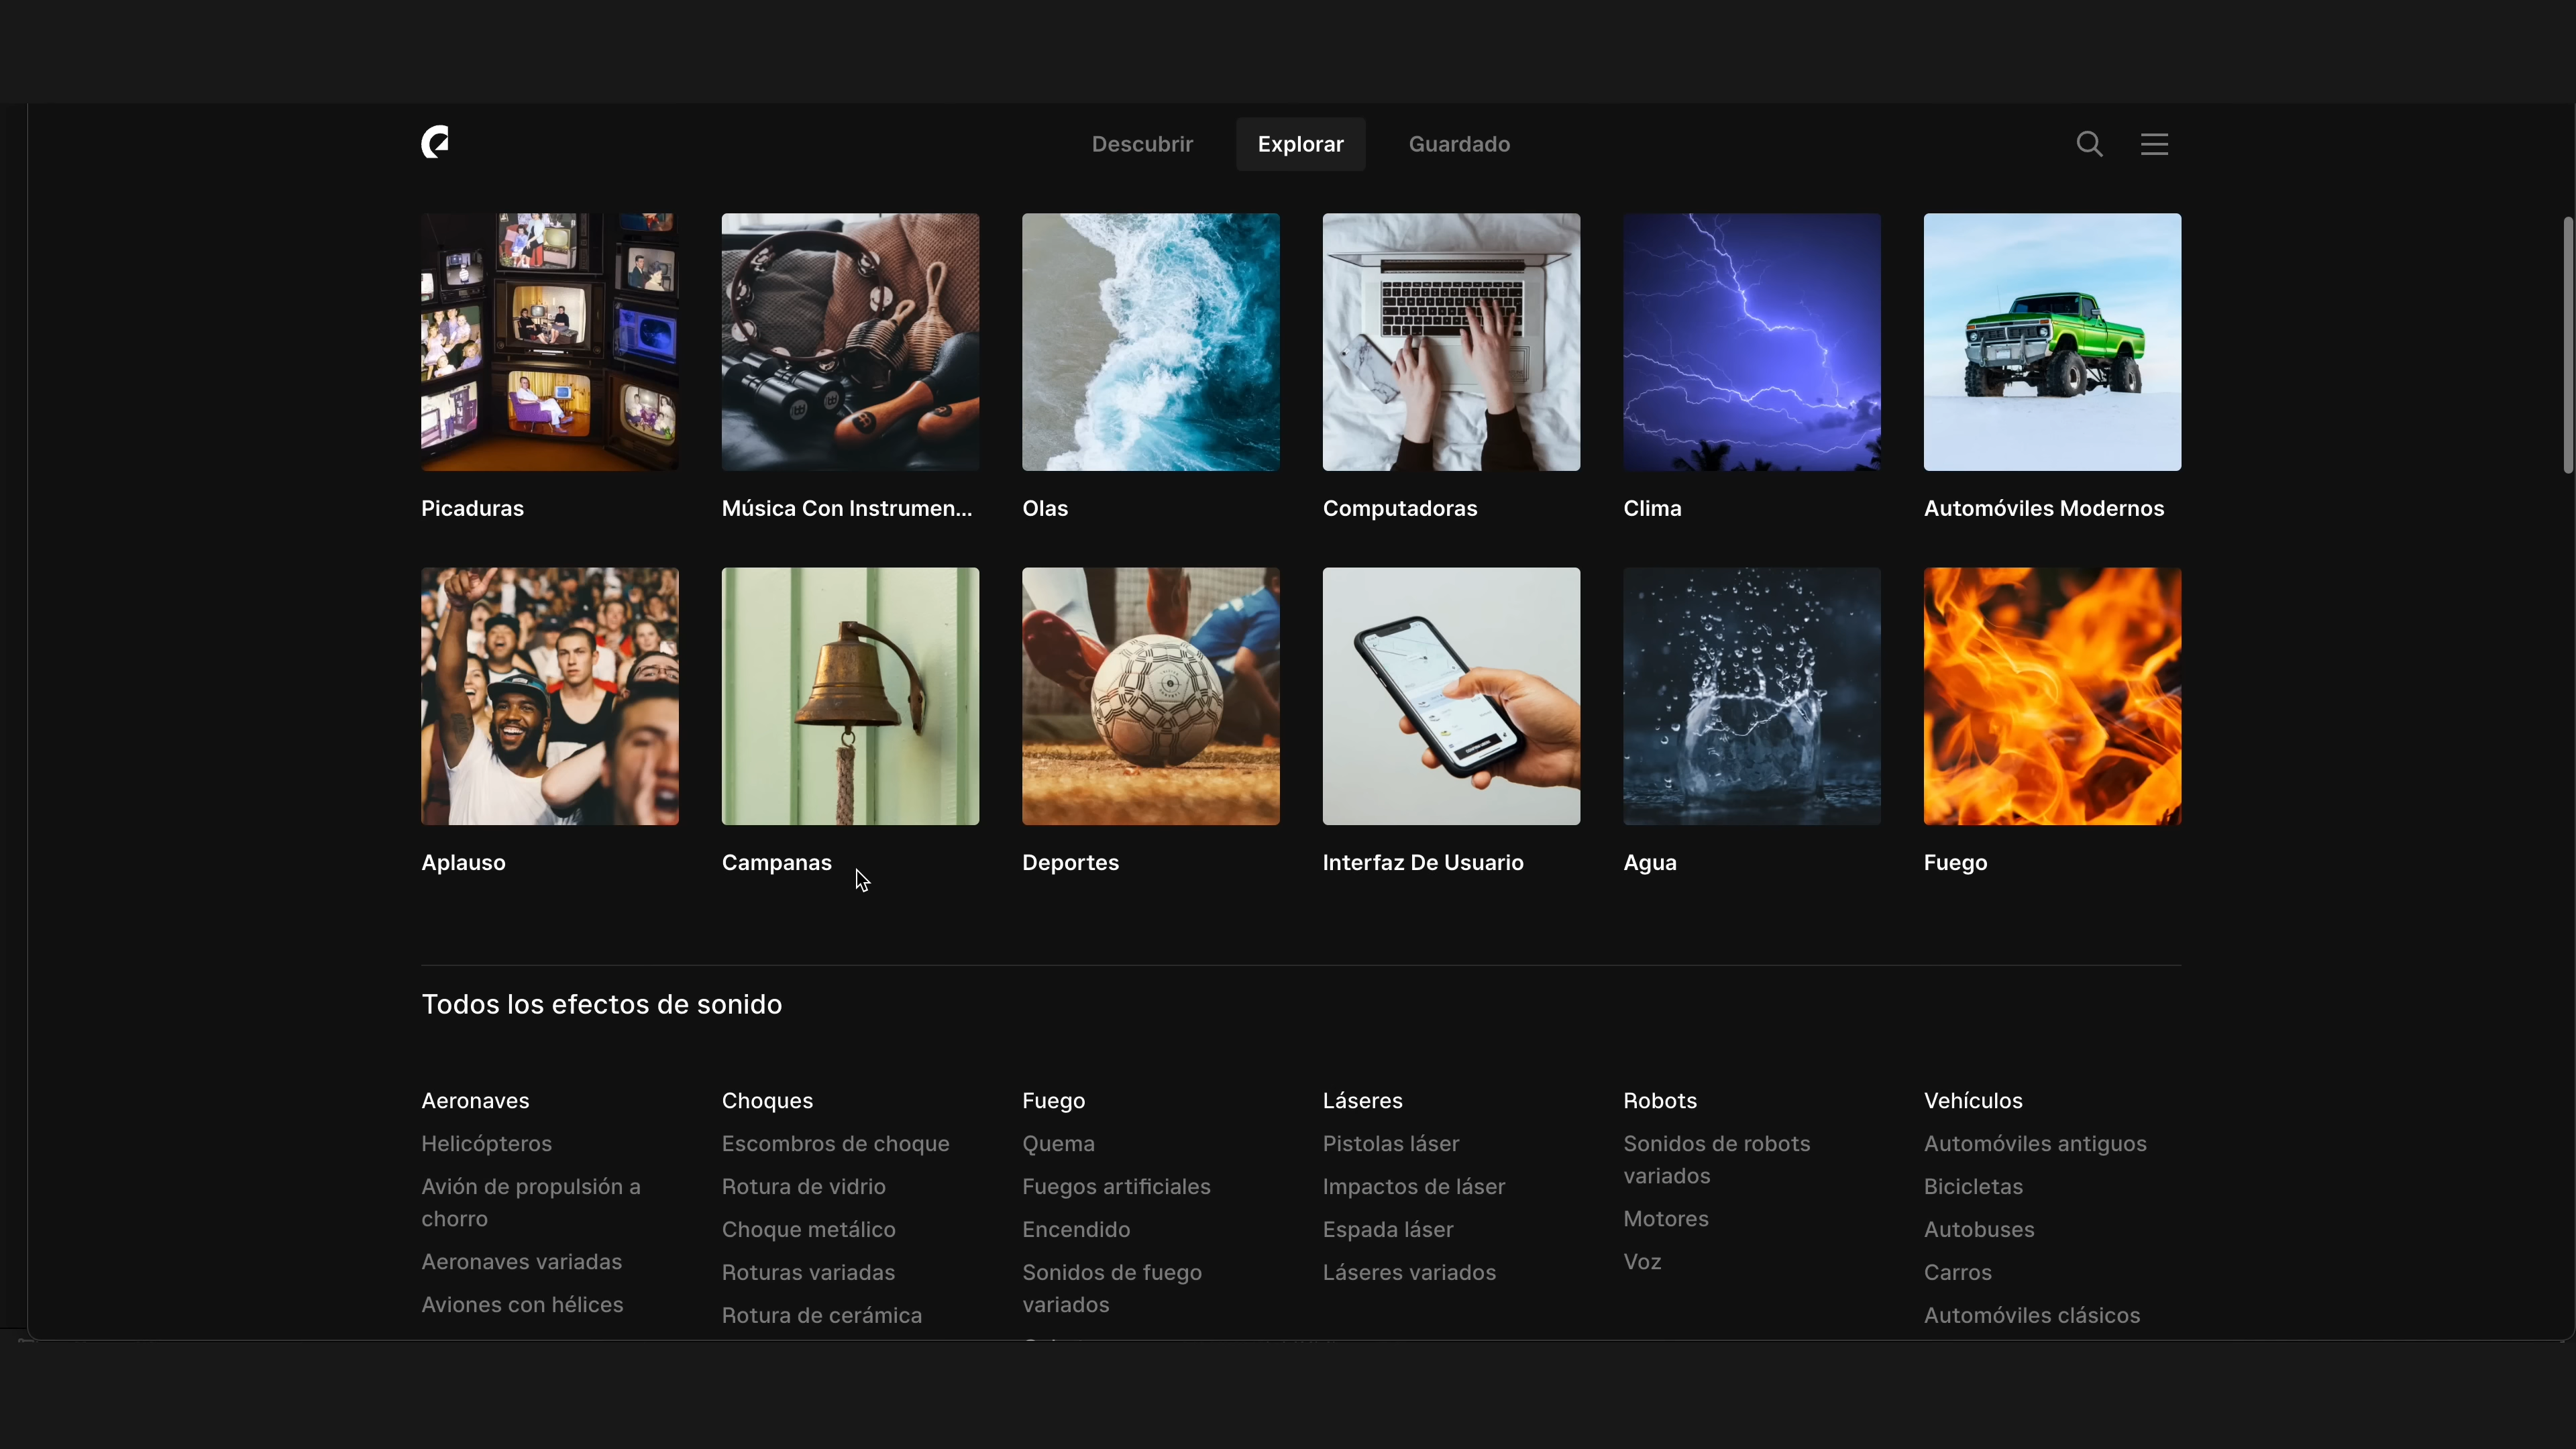 Descubrir Explorar Guardado
Picaduras Música Con Instrumen... Olas Computadoras Clima Automóviles Modernos
Aplauso Campanas Deportes Interfaz De Usuario Agua Fuego
Todos los efectos de sonido
Aeronaves
Helicópteros
Avión de propulsión a
chorro
Aeronaves variadas
Aviones con hélices
Choques
Escombros de choque
Rotura de vidrio
Choque metálico
Roturas variadas
Rotura de cerámica
Fuego
Quema
Fuegos artificiales
Encendido
Sonidos de fuego
variados
Láseres
Pistolas láser
Impactos de láser
Espada láser
Láseres variados
Robots
Sonidos de robots
variados
Motores
Voz
Vehículos
Automóviles antiguos
Bicicletas
Autobuses
Carros
Automóviles clásicos